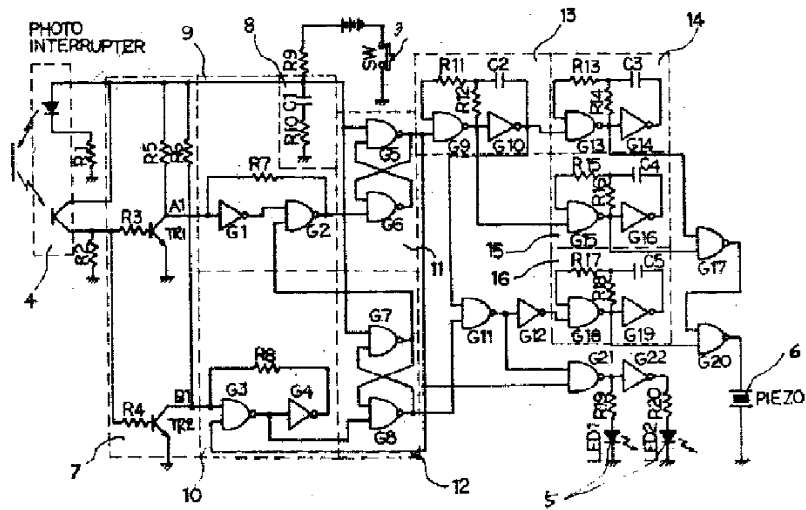 PHOTO
INTERRUPTER
9
8
R9
SW
3
13
14
R11
C2
R13
C3
R12
R14
C1
R10
R1
R5
R6
R7
G5
G9
G10
G13
G14
R15
C4
R16
A1
R3
TR1
G1
G2
G6
R2
4
11
15
G15
G16
G17
16
R17
C5
R18
G7
G11
G12
G18
G19
G20
6
PIEZO
R8
G3
G4
B1
R4
TR2
G8
G21
G22
R19
R20
LED1
LED2
7
10
12
5